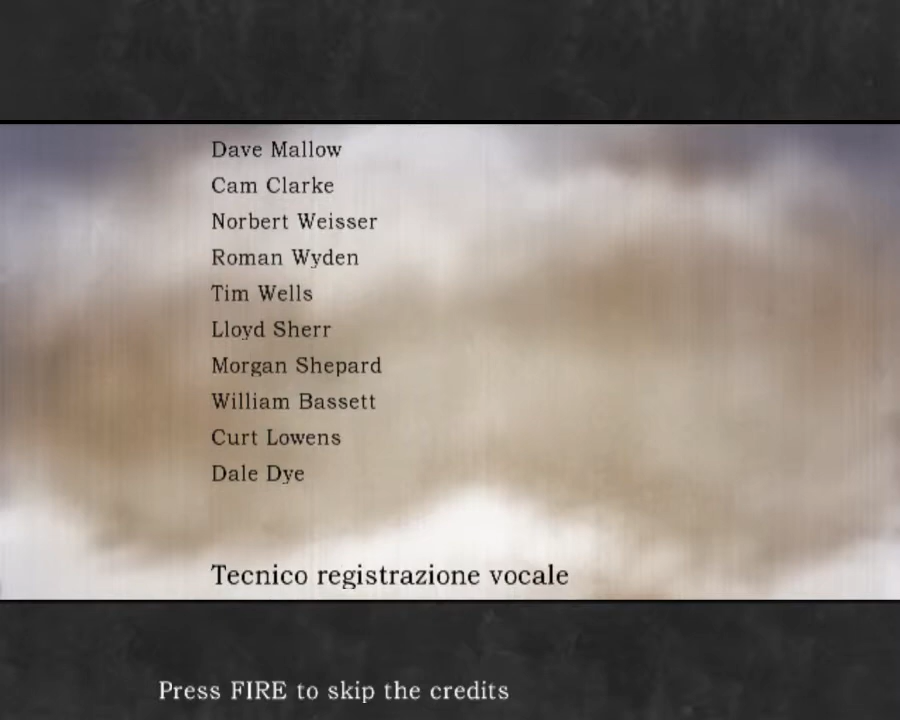 Dave Mallow
Cam Clarke
Norbert Weisser
Roman Wyden
Tim Wells
Lloyd Sherr
Morgan Shepard
William Bassett
Curt Lowens
Dale Dye
Tecnico registrazione vocale
Press FIRE to skip the credits